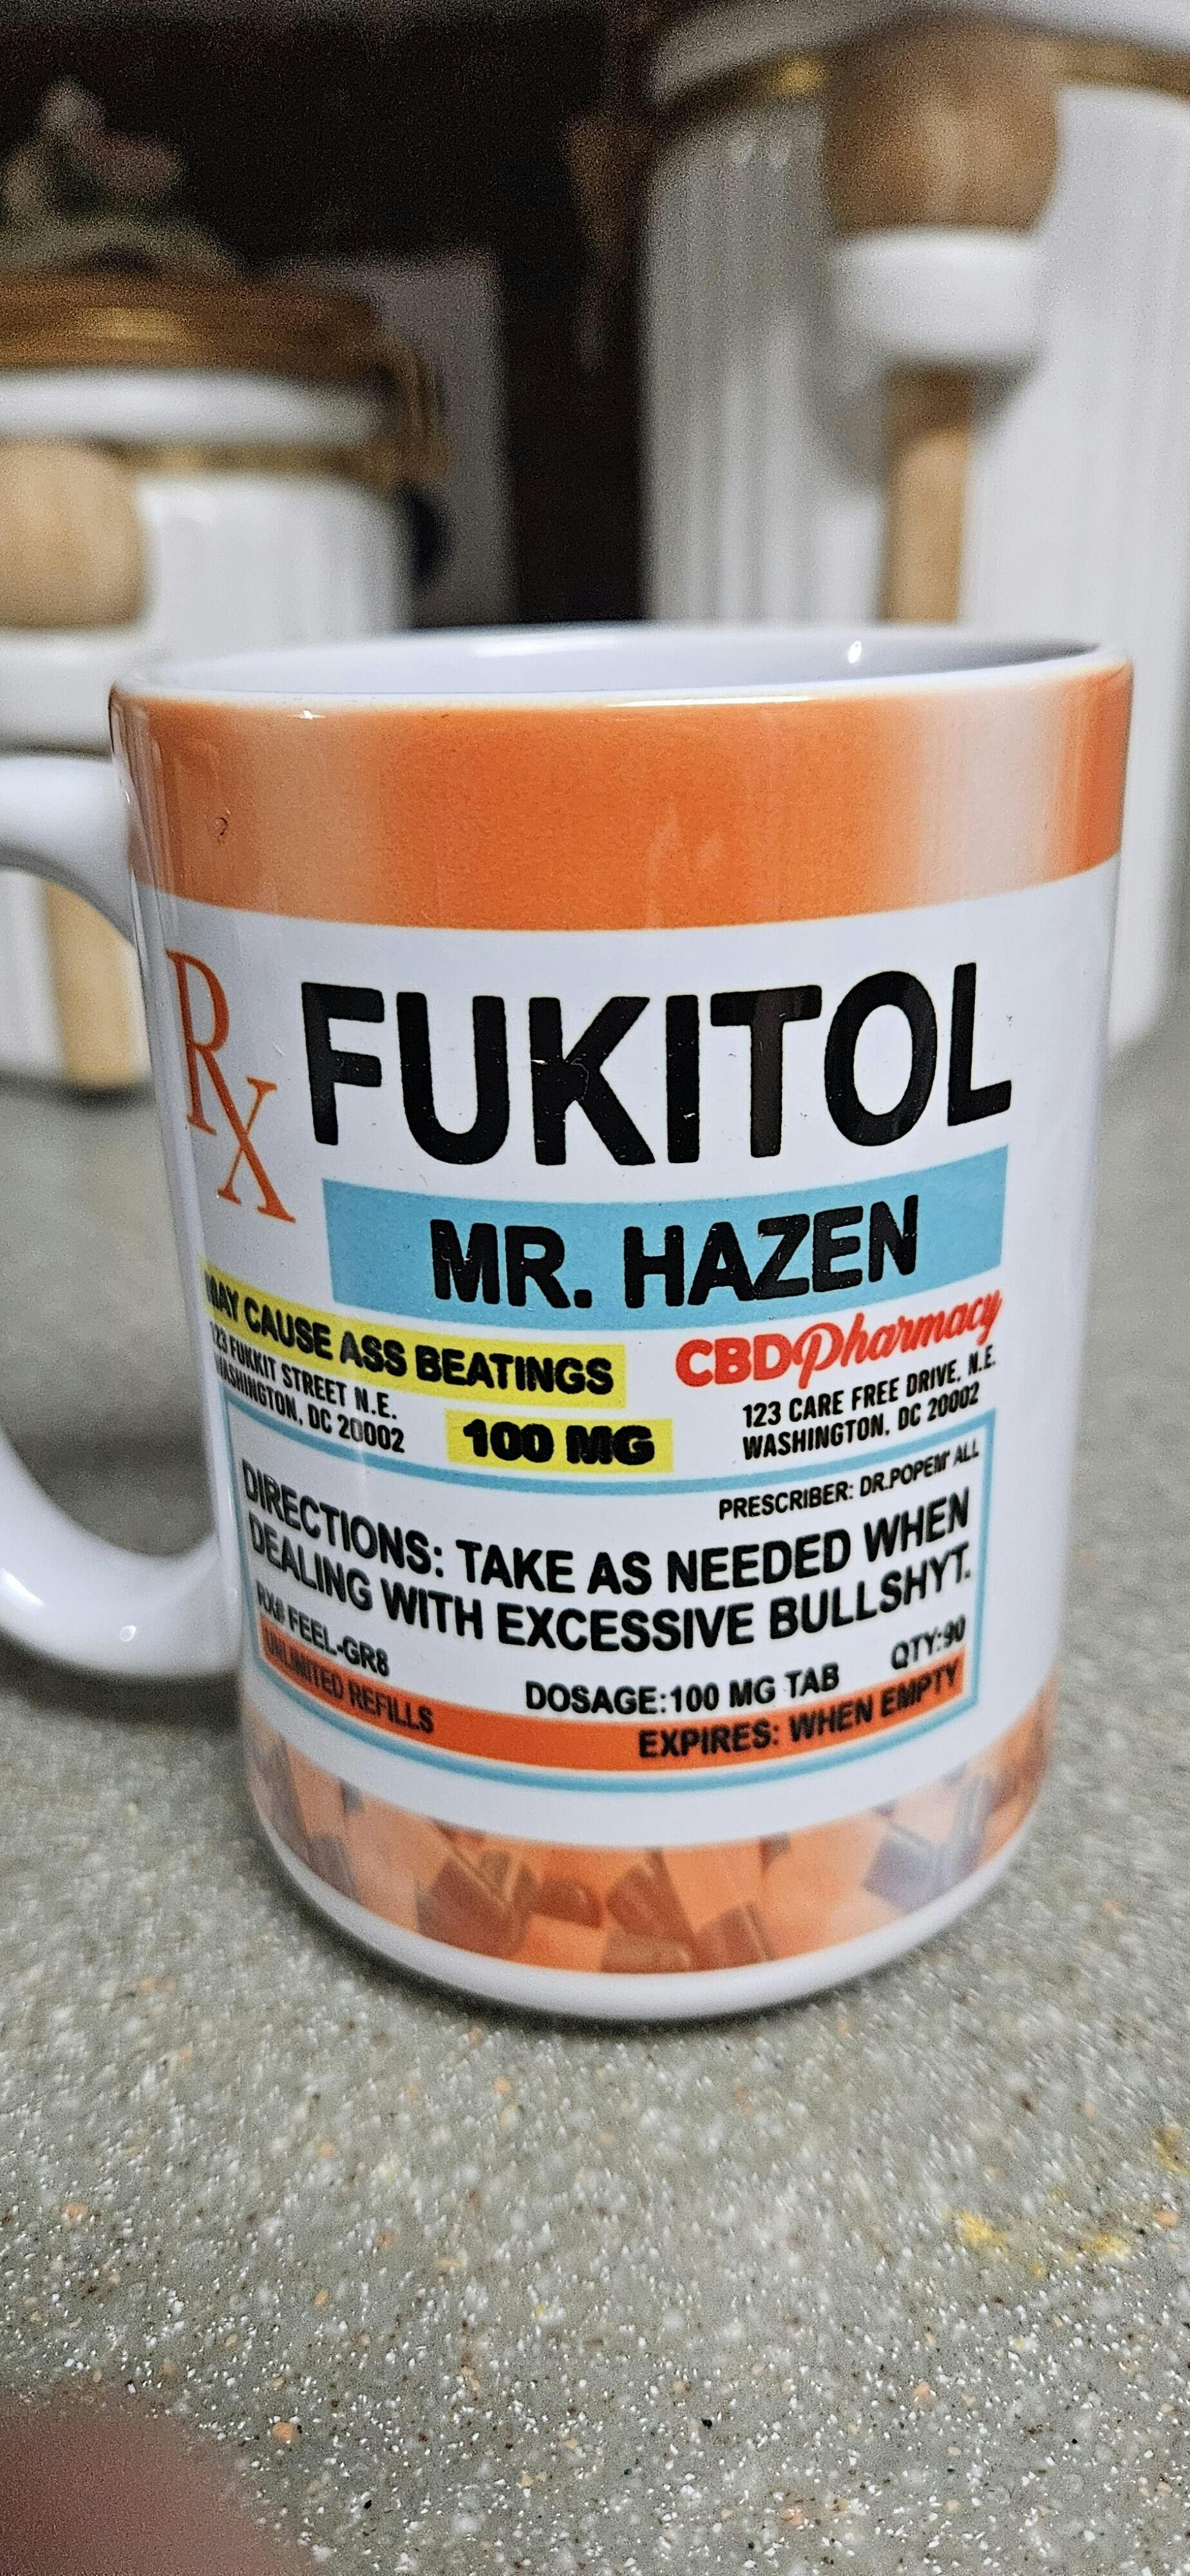 Rx FUKITOL
MR. HAZEN
MAY CAUSE ASS BEATINGS
123 FUKKIT STREET N.E.
WASHINGTON, DC 20002
100 MG
CBDPharmacy
123 CARE FREE DRIVE, N.E.
WASHINGTON, DC 20002
PRESCRIBER: DR.POPEM' ALL
DIRECTIONS: TAKE AS NEEDED WHEN
DEALING WITH EXCESSIVE BULLSHYT.
RX# FEEL-GR8
DOSAGE:100 MG TAB
QTY:90
UNLIMITED REFILLS
EXPIRES: WHEN EMPTY